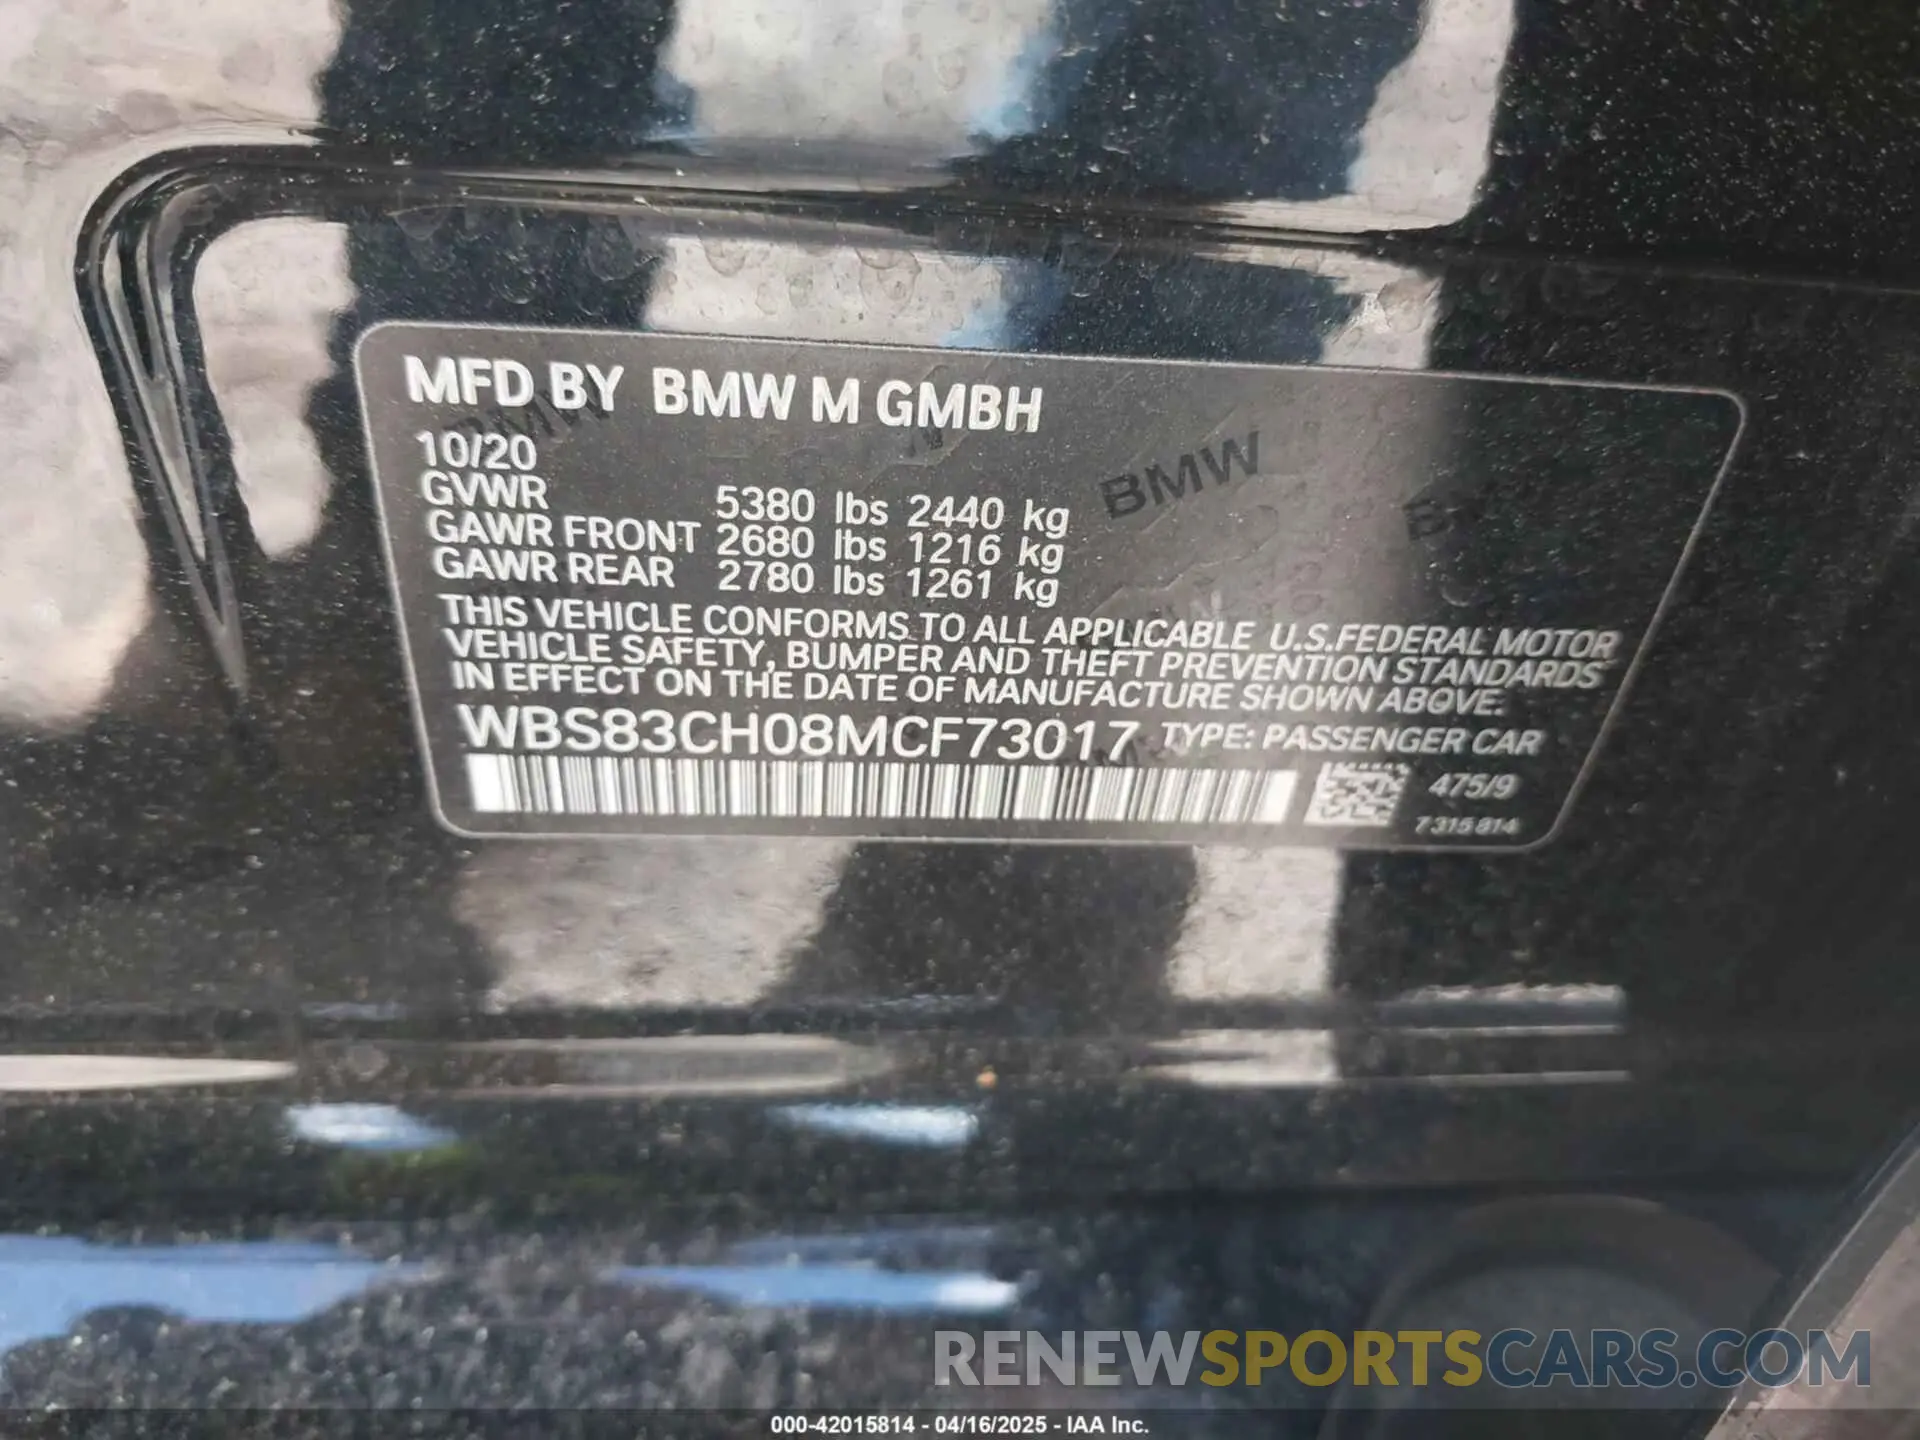 MFD BY BMW M GMBH
10/20
GVWR 5380 lbs 2440 kg
GAWR FRONT 2680 lbs 1216 kg
GAWR REAR 2780 lbs 1261 kg
THIS VEHICLE CONFORMS TO ALL APPLICABLE U.S.FEDERAL MOTOR
VEHICLE SAFETY, BUMPER AND THEFT PREVENTION STANDARDS
IN EFFECT ON THE DATE OF MANUFACTURE SHOWN ABOVE.
WBS83CH08MCF73017 TYPE: PASSENGER CAR
475/9
7315814
BMW
BMW
RENEWSPORTSCARS.COM
000-42015814 - 04/16/2025 - IAA Inc.